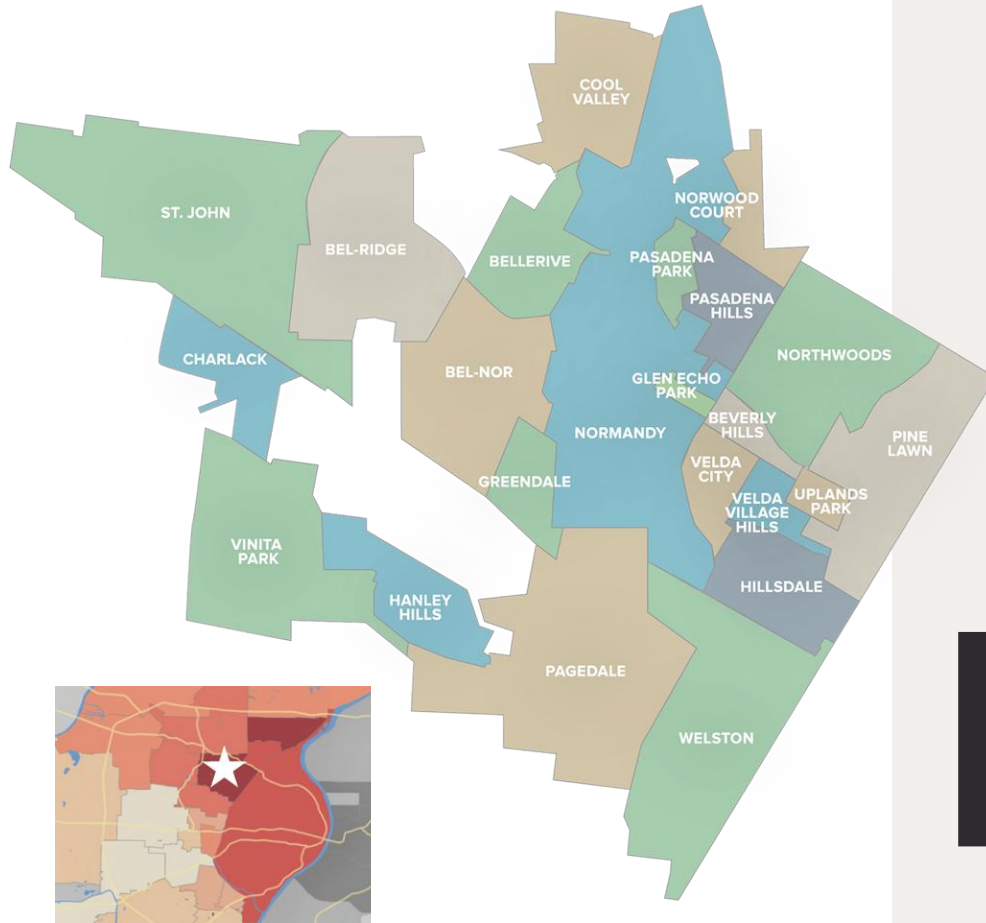 COOL
VALLEY
ST. JOHN
NORWOOD
COURT
BEL-RIDGE
BELLERIVE
PASADENA
PARK
PASADENA
HILLS
CHARLACK
NORTHWOODS
BEL-NOR
GLEN ECHO
PARK
BEVERLY
HILLS
NORMANDY
PINE
LAWN
VELDA
CITY
GREENDALE
VELDA
VILLAGE
HILLS
UPLANDS
PARK
VINITA
PARK
HILLSDALE
HANLEY
HILLS
PAGEDALE
WELSTON